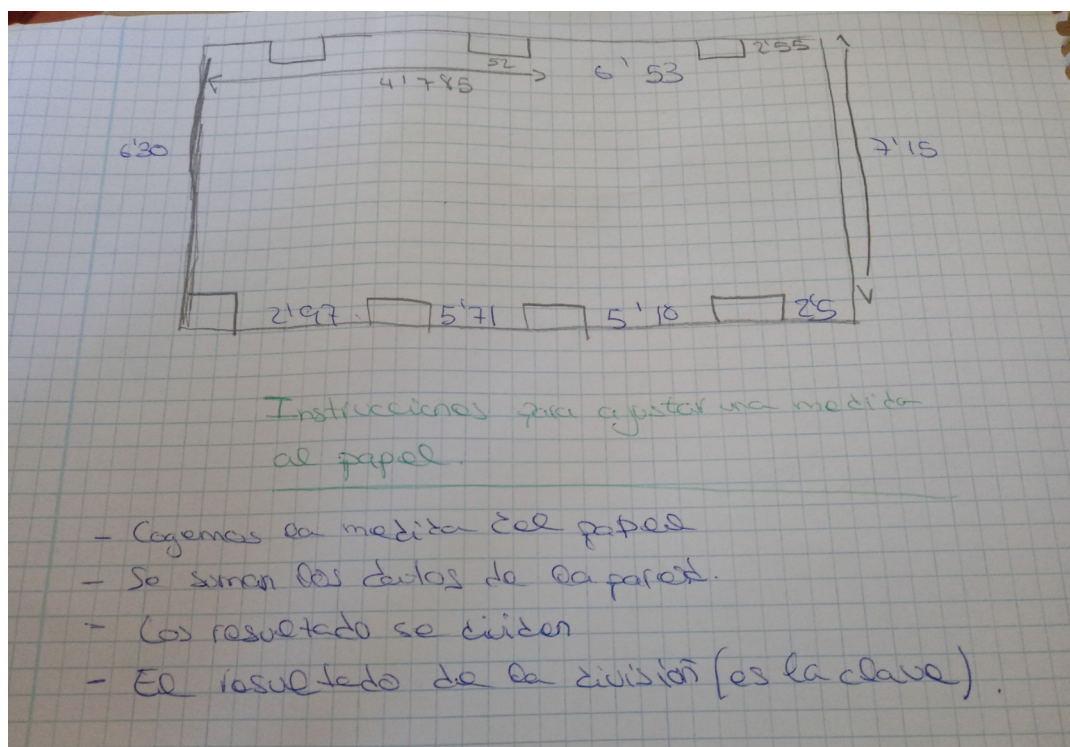 2'55
52
6'53
4'785
6'30
7'15
2'97
5'71
5'10
2'5
Instrucciones para ajustar una medida
al papel.
- Cogemos la medida del papel
- Se suman los datos de la pared.
- Los resultado se dividen
- El resultado de la división (es la clave).